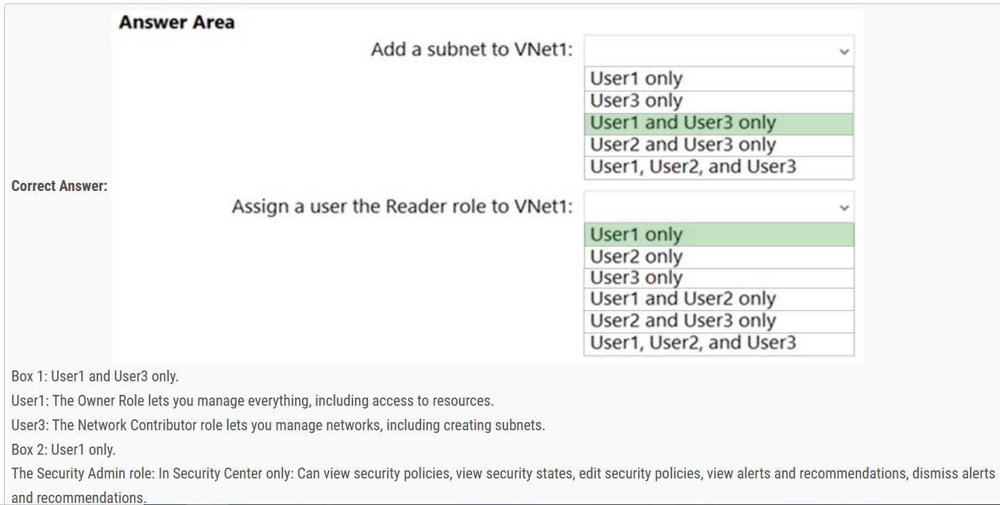 Answer Area
Add a subnet to VNet1:
User1 only
User3 only
User1 and User3 only
User2 and User3 only
User1, User2, and User3
Correct Answer:
Assign a user the Reader role to VNet1:
User1 only
User2 only
User3 only
User1 and User2 only
User2 and User3 only
User1, User2, and User3
Box 1: User1 and User3 only.
User1: The Owner Role lets you manage everything, including access to resources.
User3: The Network Contributor role lets you manage networks, including creating subnets.
Box 2: User1 only.
The Security Admin role: In Security Center only: Can view security policies, view security states, edit security policies, view alerts and recommendations, dismiss alerts
and recommendations.